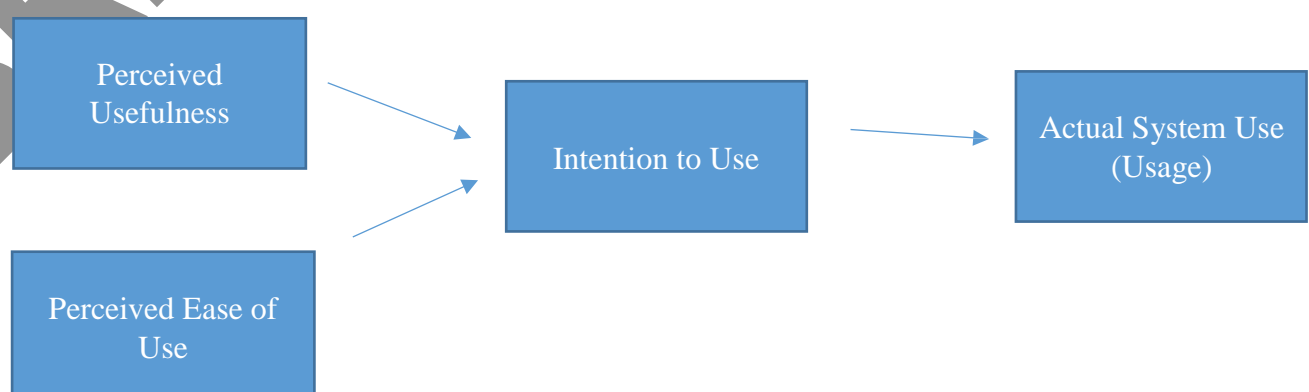 Perceived
Usefulness
Intention to Use
Actual System Use
(Usage)
Perceived Ease of
Use